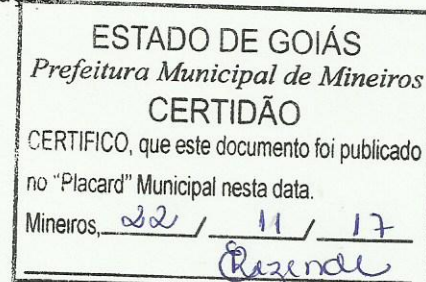 ESTADO DE GOIÁS
Prefeitura Municipal de Mineiros
CERTIDÃO
CERTIFICO, que este documento foi publicado
no "Placard" Municipal nesta data.
Mineiros, 22 / 11 / 17
Rezende